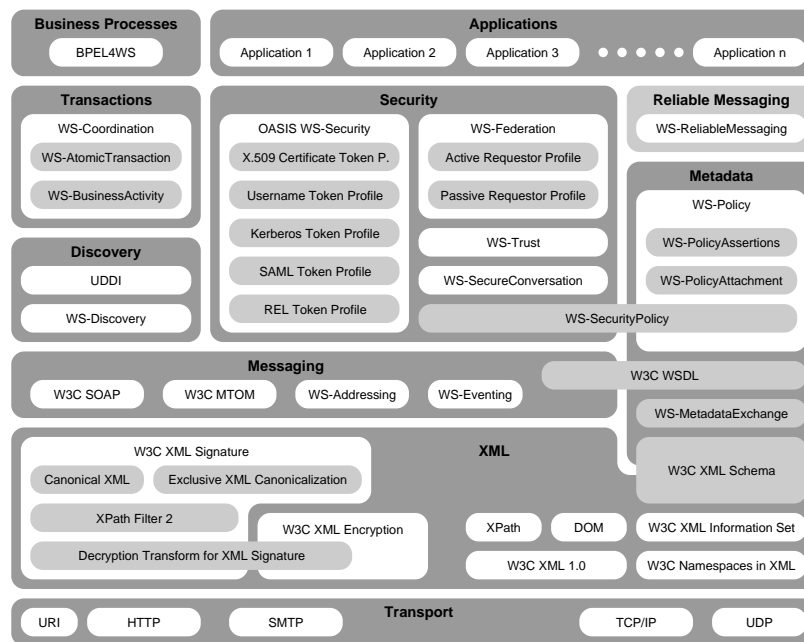 Business Processes
BPEL4WS
Applications
Application 1
Application 2
Application 3
Application n
Transactions
WS-Coordination
WS-AtomicTransaction
WS-BusinessActivity
Security
OASIS WS-Security
X.509 Certificate Token P.
Username Token Profile
Kerberos Token Profile
SAML Token Profile
REL Token Profile
WS-Federation
Active Requestor Profile
Passive Requestor Profile
WS-Trust
WS-SecureConversation
WS-SecurityPolicy
Reliable Messaging
WS-ReliableMessaging
Metadata
WS-Policy
WS-PolicyAssertions
WS-PolicyAttachment
Discovery
UDDI
WS-Discovery
Messaging
W3C SOAP
W3C MTOM
WS-Addressing
WS-Eventing
W3C WSDL
WS-MetadataExchange
W3C XML Schema
XML
W3C XML Signature
Canonical XML
Exclusive XML Canonicalization
XPath Filter 2
W3C XML Encryption
Decryption Transform for XML Signature
XPath
DOM
W3C XML Information Set
W3C XML 1.0
W3C Namespaces in XML
Transport
URI
HTTP
SMTP
TCP/IP
UDP